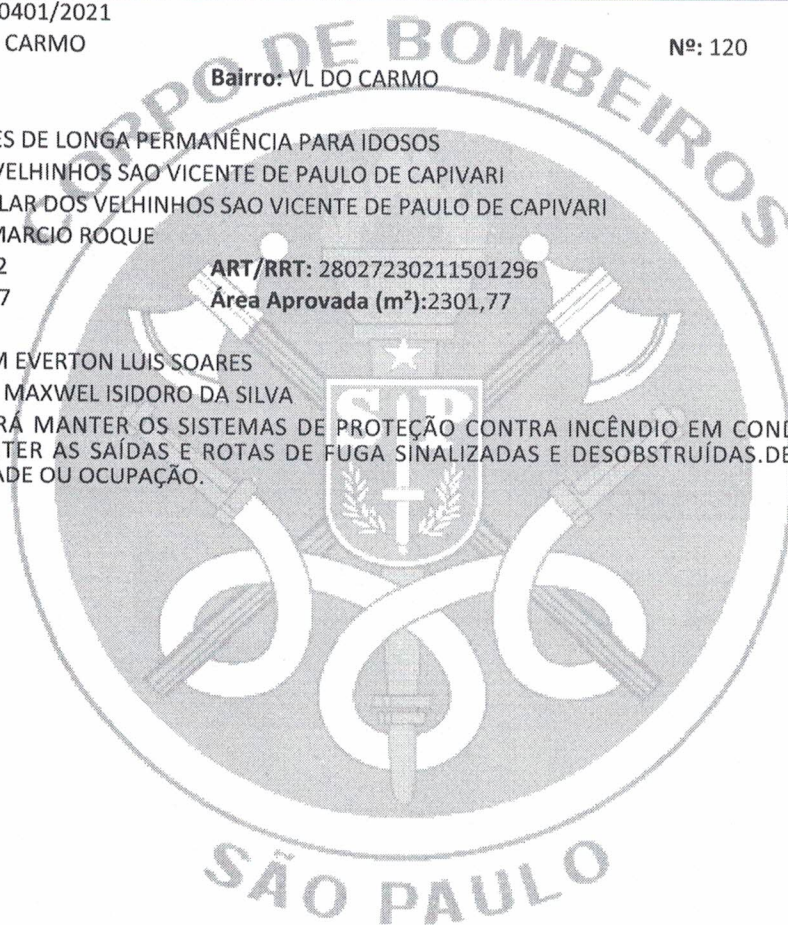 0401/2021
CARMO Nº: 120
Bairro: VL DO CARMO
ES DE LONGA PERMANÊNCIA PARA IDOSOS
VELHINHOS SAO VICENTE DE PAULO DE CAPIVARI
LAR DOS VELHINHOS SAO VICENTE DE PAULO DE CAPIVARI
MARCIO ROQUE
2 ART/RRT: 28027230211501296
7 Área Aprovada (m²):2301,77
M EVERTON LUIS SOARES
MAXWEL ISIDORO DA SILVA
RÁ MANTER OS SISTEMAS DE PROTEÇÃO CONTRA INCÊNDIO EM COND
TER AS SAÍDAS E ROTAS DE FUGA SINALIZADAS E DESOBSTRUÍDAS.DE
ADE OU OCUPAÇÃO.
CORPO DE BOMBEIROS
SP
SÃO PAULO